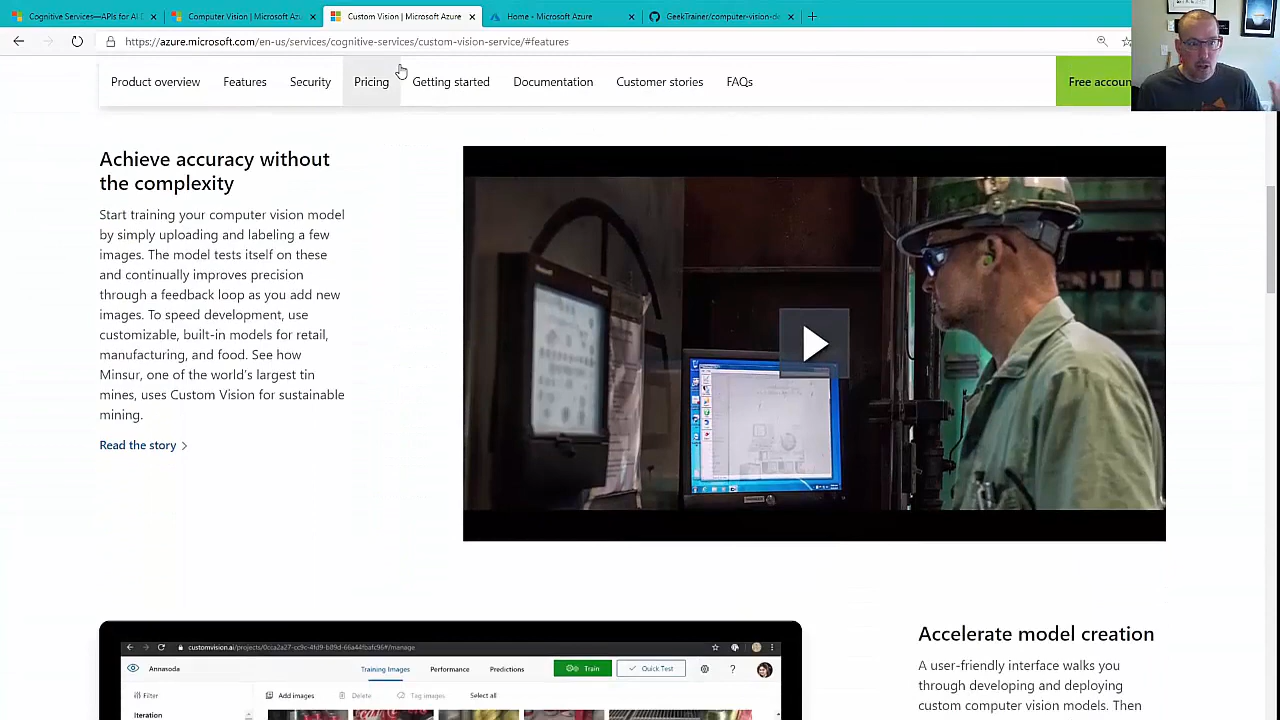 Cognitive Services—APIs for AI D
Computer Vision | Microsoft Azu
Custom Vision | Microsoft Azure
Home - Microsoft Azure
GeekTrainer/computer-vision-de
https://azure.microsoft.com/en-us/services/cognitive-services/custom-vision-service/#features
Product overview
Features
Security
Pricing
Getting started
Documentation
Customer stories
FAQs
Free accoun
Achieve accuracy without
the complexity
Start training your computer vision model
by simply uploading and labeling a few
images. The model tests itself on these
and continually improves precision
through a feedback loop as you add new
images. To speed development, use
customizable, built-in models for retail,
manufacturing, and food. See how
Minsur, one of the world's largest tin
mines, uses Custom Vision for sustainable
mining.
Read the story
Annasoda
Training Images
Performance
Predictions
Train
Quick Test
?
Filter
Add images
Delete
Tag images
Select all
Iteration
Accelerate model creation
A user-friendly interface walks you
through developing and deploying
custom computer vision models. Then